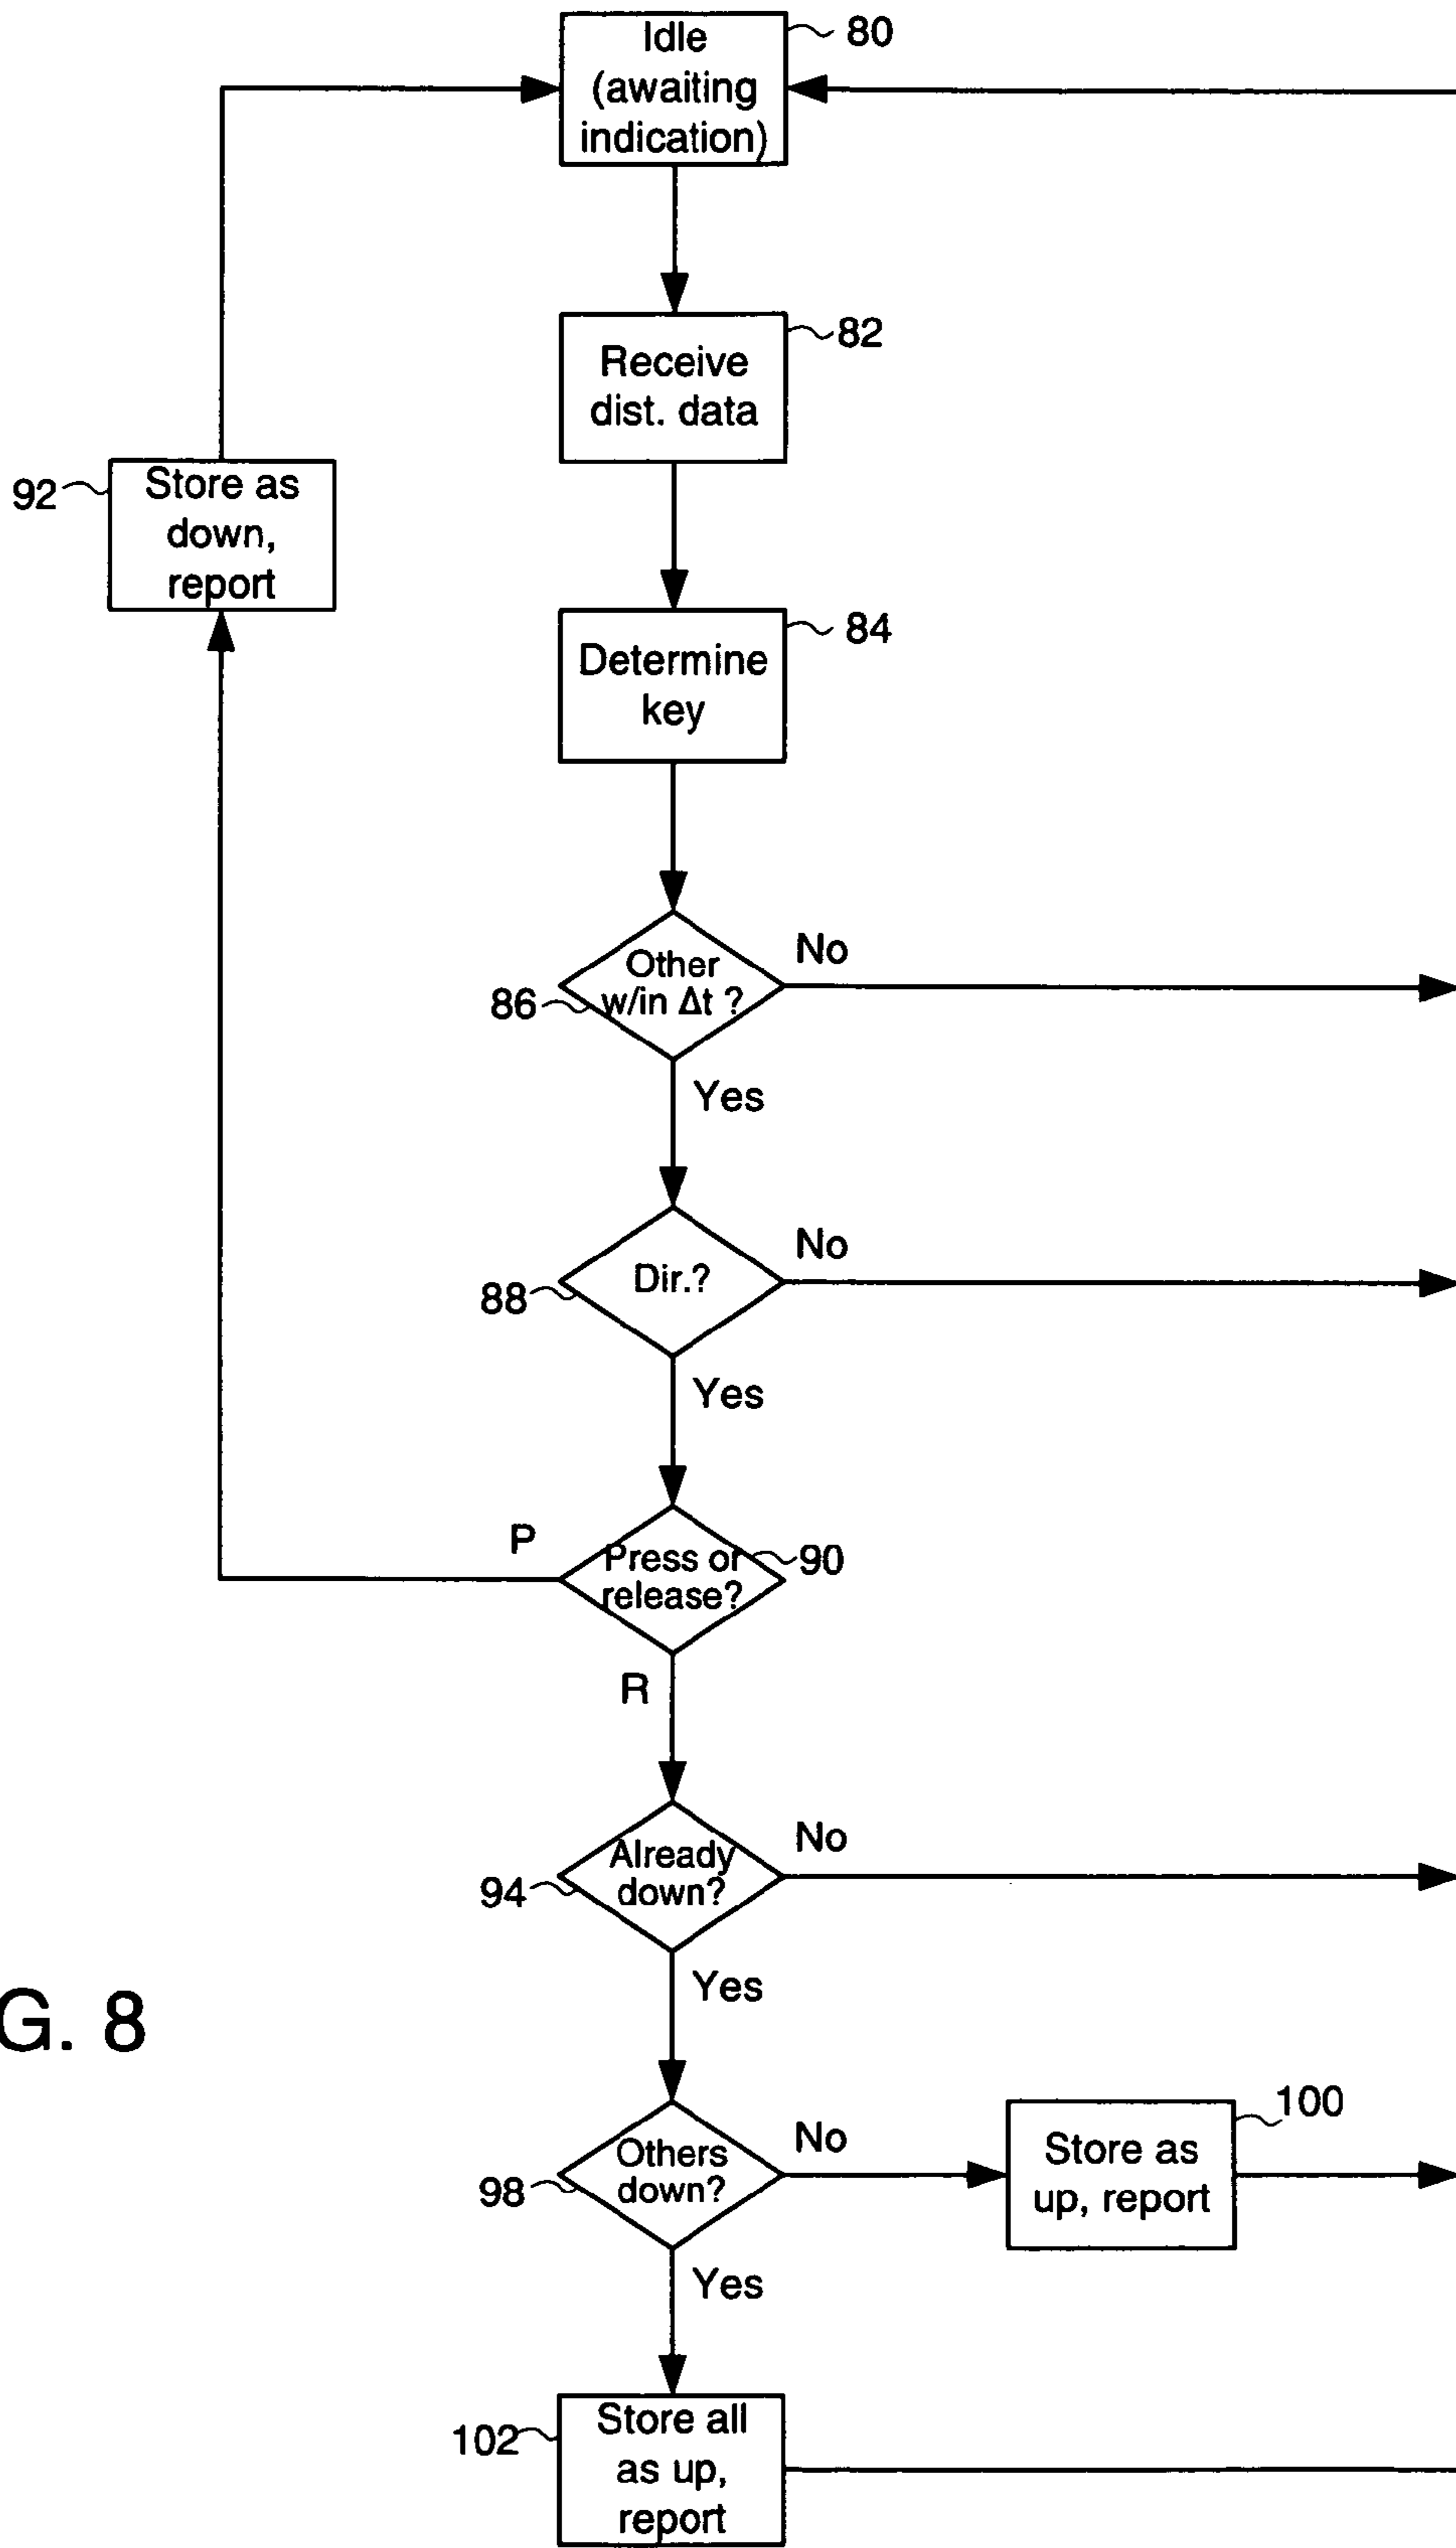 Idle
(awaiting
indication)
80
Receive
dist. data
82
92
Store as
down,
report
Determine
key
84
Other
w/in Δt ?
86
No
Yes
Dir.?
88
No
Yes
Press or
release?
90
P
R
Already
down?
94
No
Yes
G. 8
Others
down?
98
No
Store as
up, report
100
Yes
Store all
as up,
report
102